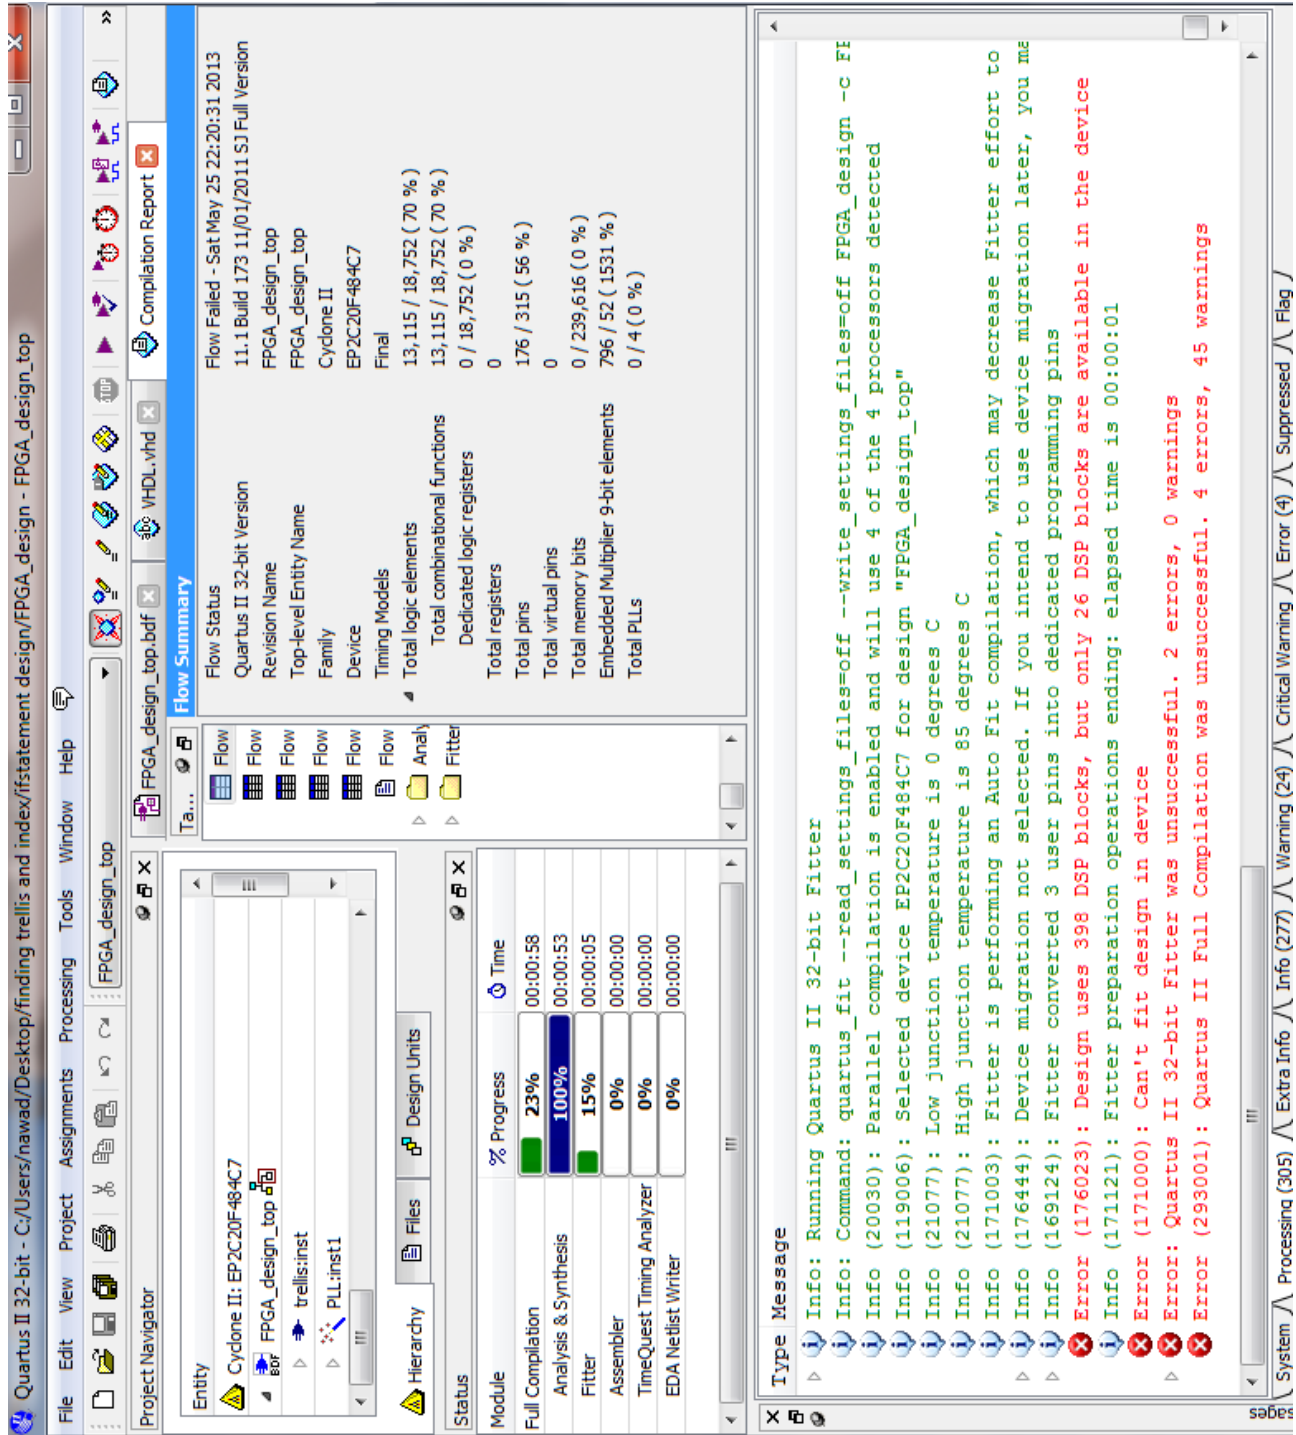 Quartus II 32-bit - C:/Users/nawad/Desktop/finding trellis and index/ifstatement design/FPGA_design - FPGA_design_top
File Edit View Project Assignments Processing Tools Window Help
FPGA_design_top
STOP
Project Navigator
Entity
Cyclone II: EP2C20F484C7
BDF FPGA_design_top
trellis:inst
PLL:inst1
Hierarchy Files Design Units
Status
Module % Progress Time
Full Compilation 23% 00:00:58
Analysis & Synthesis 100% 00:00:53
Fitter 15% 00:00:05
Assembler 0% 00:00:00
TimeQuest Timing Analyzer 0% 00:00:00
EDA Netlist Writer 0% 00:00:00
FPGA_design_top.bdf abc VHDL.vhd Compilation Report
Ta...
Flow
Flow
Flow
Flow
Flow
Flow
Analy
Fitter
Flow Summary
Flow Status Flow Failed - Sat May 25 22:20:31 2013
Quartus II 32-bit Version 11.1 Build 173 11/01/2011 SJ Full Version
Revision Name FPGA_design_top
Top-level Entity Name FPGA_design_top
Family Cyclone II
Device EP2C20F484C7
Timing Models Final
Total logic elements 13,115 / 18,752 ( 70 % )
Total combinational functions 13,115 / 18,752 ( 70 % )
Dedicated logic registers 0 / 18,752 ( 0 % )
Total registers 0
Total pins 176 / 315 ( 56 % )
Total virtual pins 0
Total memory bits 0 / 239,616 ( 0 % )
Embedded Multiplier 9-bit elements 796 / 52 ( 1531 % )
Total PLLs 0 / 4 ( 0 % )
Type Message
Info: Running Quartus II 32-bit Fitter
Info: Command: quartus_fit --read_settings_files=off --write_settings_files=off FPGA_design -c FP
Info (20030): Parallel compilation is enabled and will use 4 of the 4 processors detected
Info (119006): Selected device EP2C20F484C7 for design "FPGA_design_top"
Info (21077): Low junction temperature is 0 degrees C
Info (21077): High junction temperature is 85 degrees C
Info (171003): Fitter is performing an Auto Fit compilation, which may decrease Fitter effort to
Info (176444): Device migration not selected. If you intend to use device migration later, you ma
Info (169124): Fitter converted 3 user pins into dedicated programming pins
Error (176023): Design uses 398 DSP blocks, but only 26 DSP blocks are available in the device
Info (171121): Fitter preparation operations ending: elapsed time is 00:00:01
Error (171000): Can't fit design in device
Error: Quartus II 32-bit Fitter was unsuccessful. 2 errors, 0 warnings
Error (293001): Quartus II Full Compilation was unsuccessful. 4 errors, 45 warnings
System Processing (305) Extra Info Info (277) Warning (24) Critical Warning Error (4) Suppressed Flag
sages